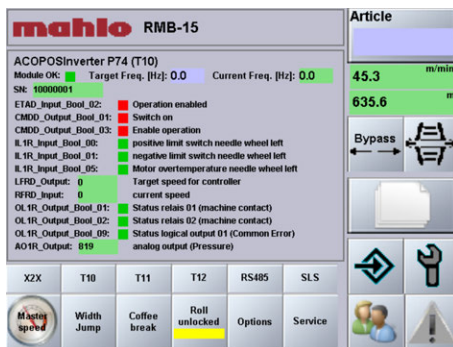 mahlo RMB-15
Article
ACOPOSInverter P74 (T10)
Module OK: Target Freq. [Hz]: 0.0 Current Freq. [Hz]: 0.0
SN: 10000001
ETAD_Input_Bool_02: Operation enabled
CMDD_Output_Bool_01: Switch on
CMDD_Output_Bool_03: Enable operation
IL1R_Input_Bool_00: positive limit switch needle wheel left
IL1R_Input_Bool_01: negative limit switch needle wheel left
IL1R_Input_Bool_05: Motor overtemperature needle wheel left
LFRD_Output: 0 Target speed for controller
RFRD_Input: 0 current speed
OL1R_Output_Bool_01: Status relais 01 (machine contact)
OL1R_Output_Bool_02: Status relais 02 (machine contact)
OL1R_Output_Bool_09: Status logical output 01 (Common Error)
AO1R_Output: 819 analog output (Pressure)
45.3 m/min
635.6 m
Bypass
X2X T10 T11 T12 RS485 SLS
Master speed
Width Jump
Coffee break
Roll unlocked
Options
Service